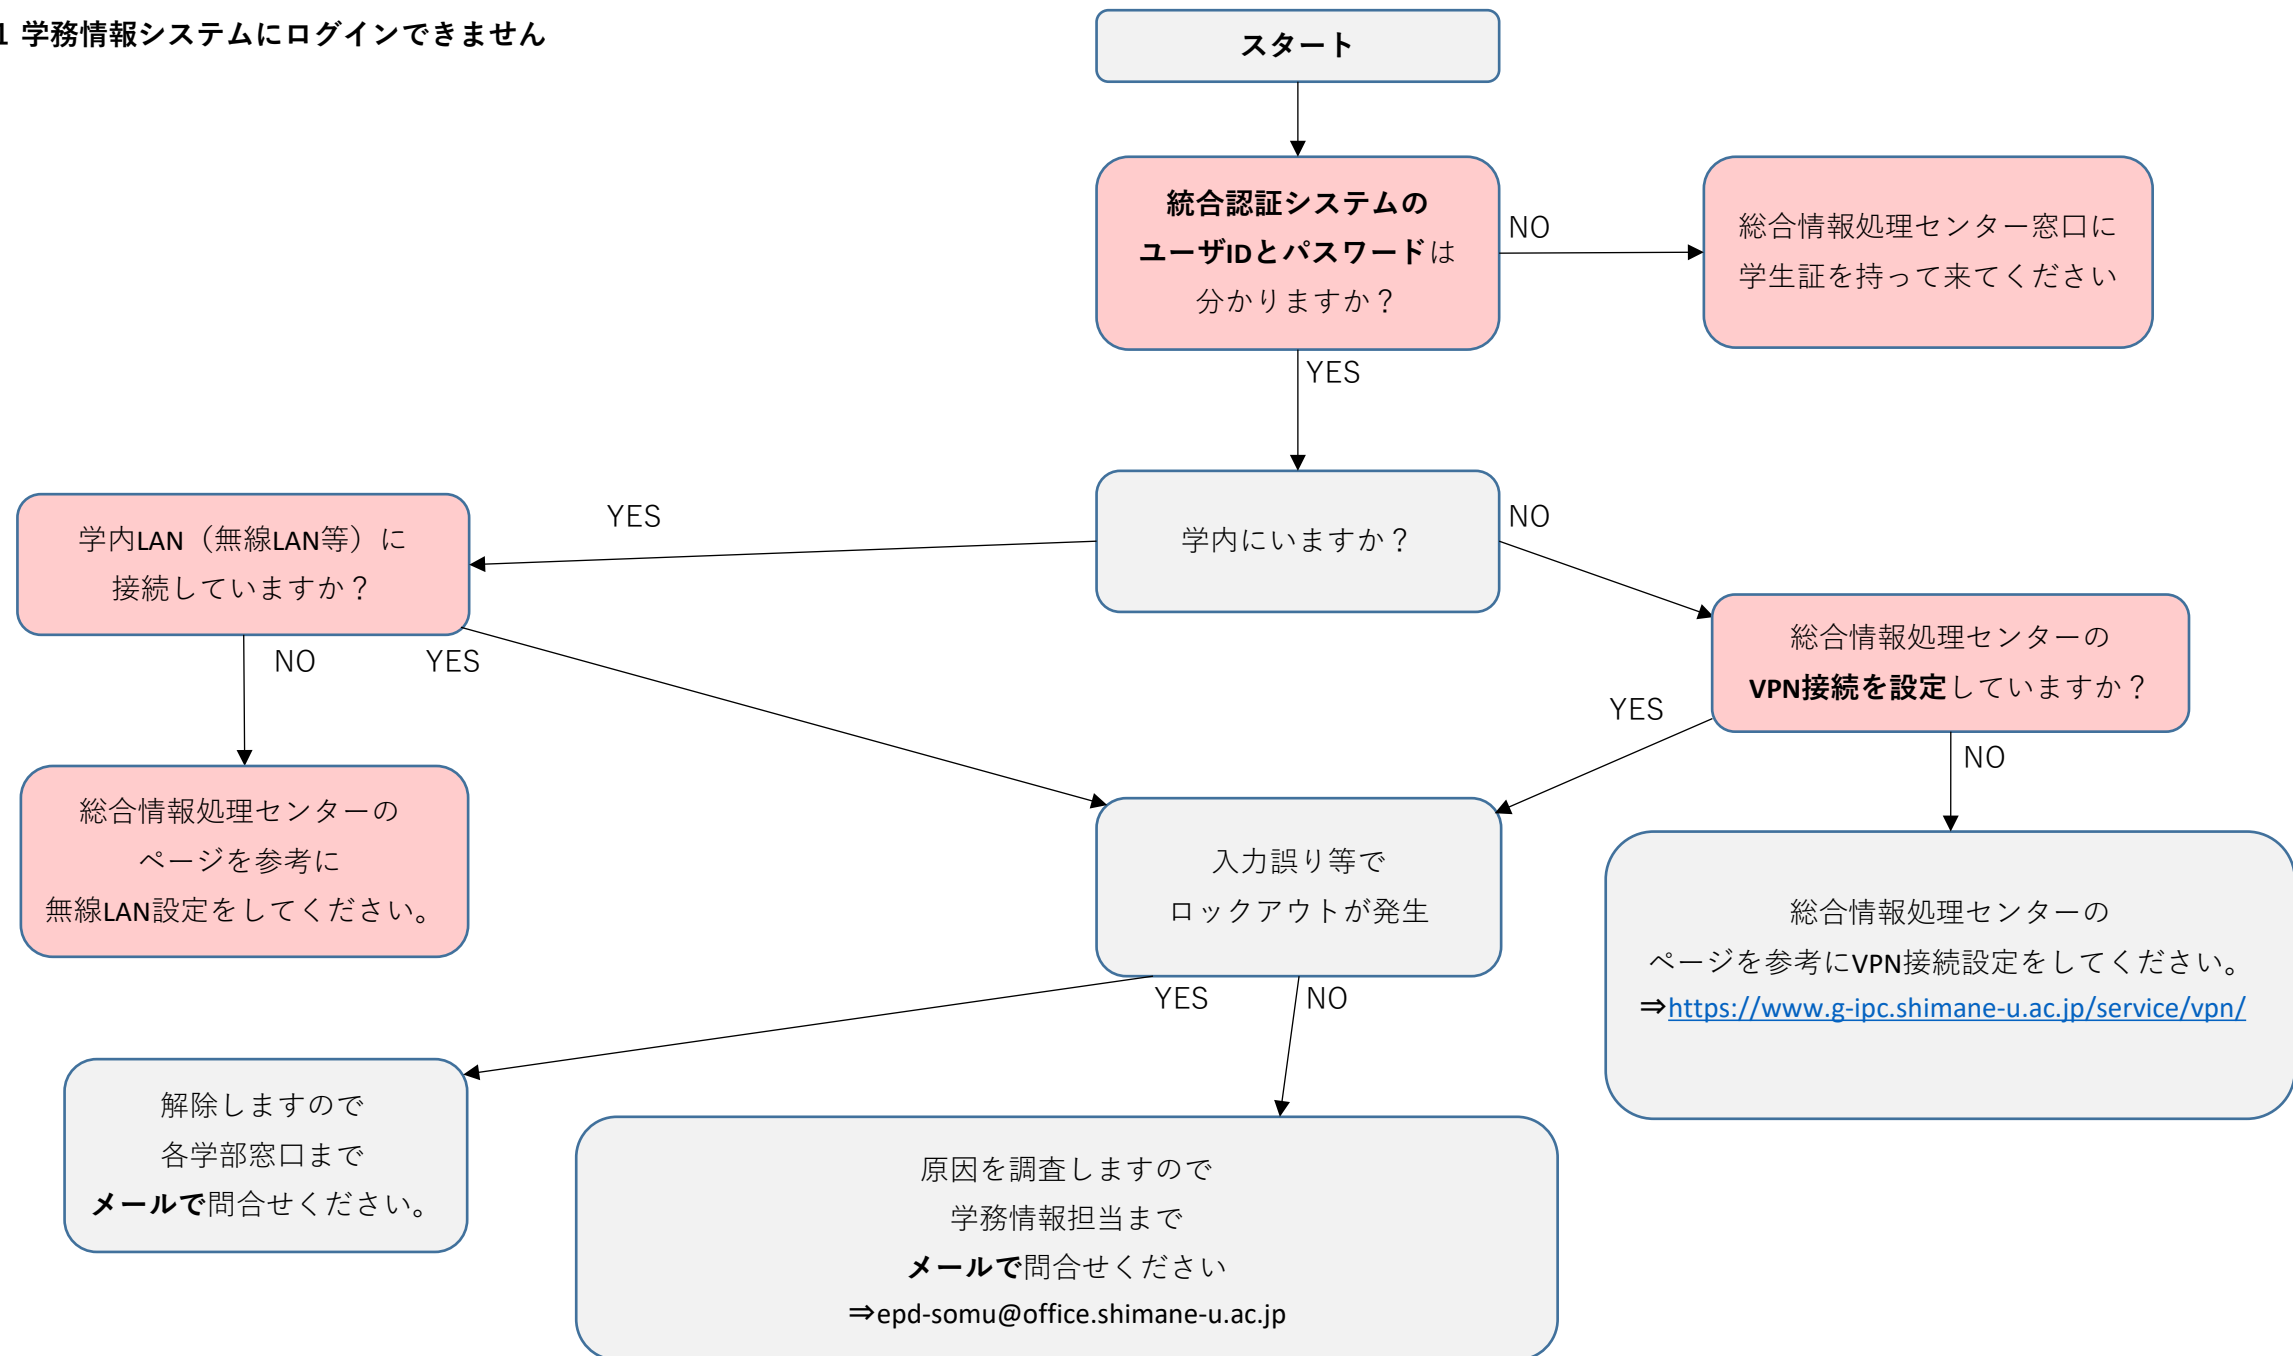 1 学務情報システムにログインできません
スタート
統合認証システムの
ユーザIDとパスワードは
分かりますか？
NO
総合情報処理センター窓口に
学生証を持って来てください
YES
学内にいますか？
YES
NO
学内LAN（無線LAN等）に
接続していますか？
NO
YES
総合情報処理センターの
VPN接続を設定していますか？
YES
NO
総合情報処理センターの
ページを参考に
無線LAN設定をしてください。
入力誤り等で
ロックアウトが発生
YES
NO
総合情報処理センターの
ページを参考にVPN接続設定をしてください。
⇒https://www.g-ipc.shimane-u.ac.jp/service/vpn/
解除しますので
各学部窓口まで
メールで問合せください。
原因を調査しますので
学務情報担当まで
メールで問合せください
⇒epd-somu@office.shimane-u.ac.jp